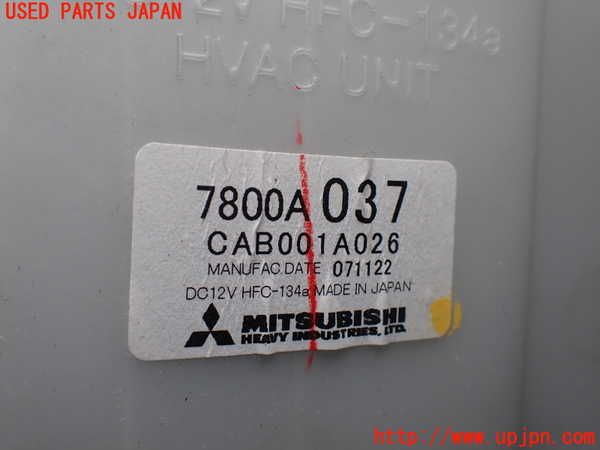 USED PARTS JAPAN
2V HFC-134a
HVAC UNIT
7800A037
CAB001A026
MANUFAC.DATE 071122
DC12V HFC-134a MADE IN JAPAN
MITSUBISHI
HEAVY INDUSTRIES, LTD.
http://www.upjpn.com/